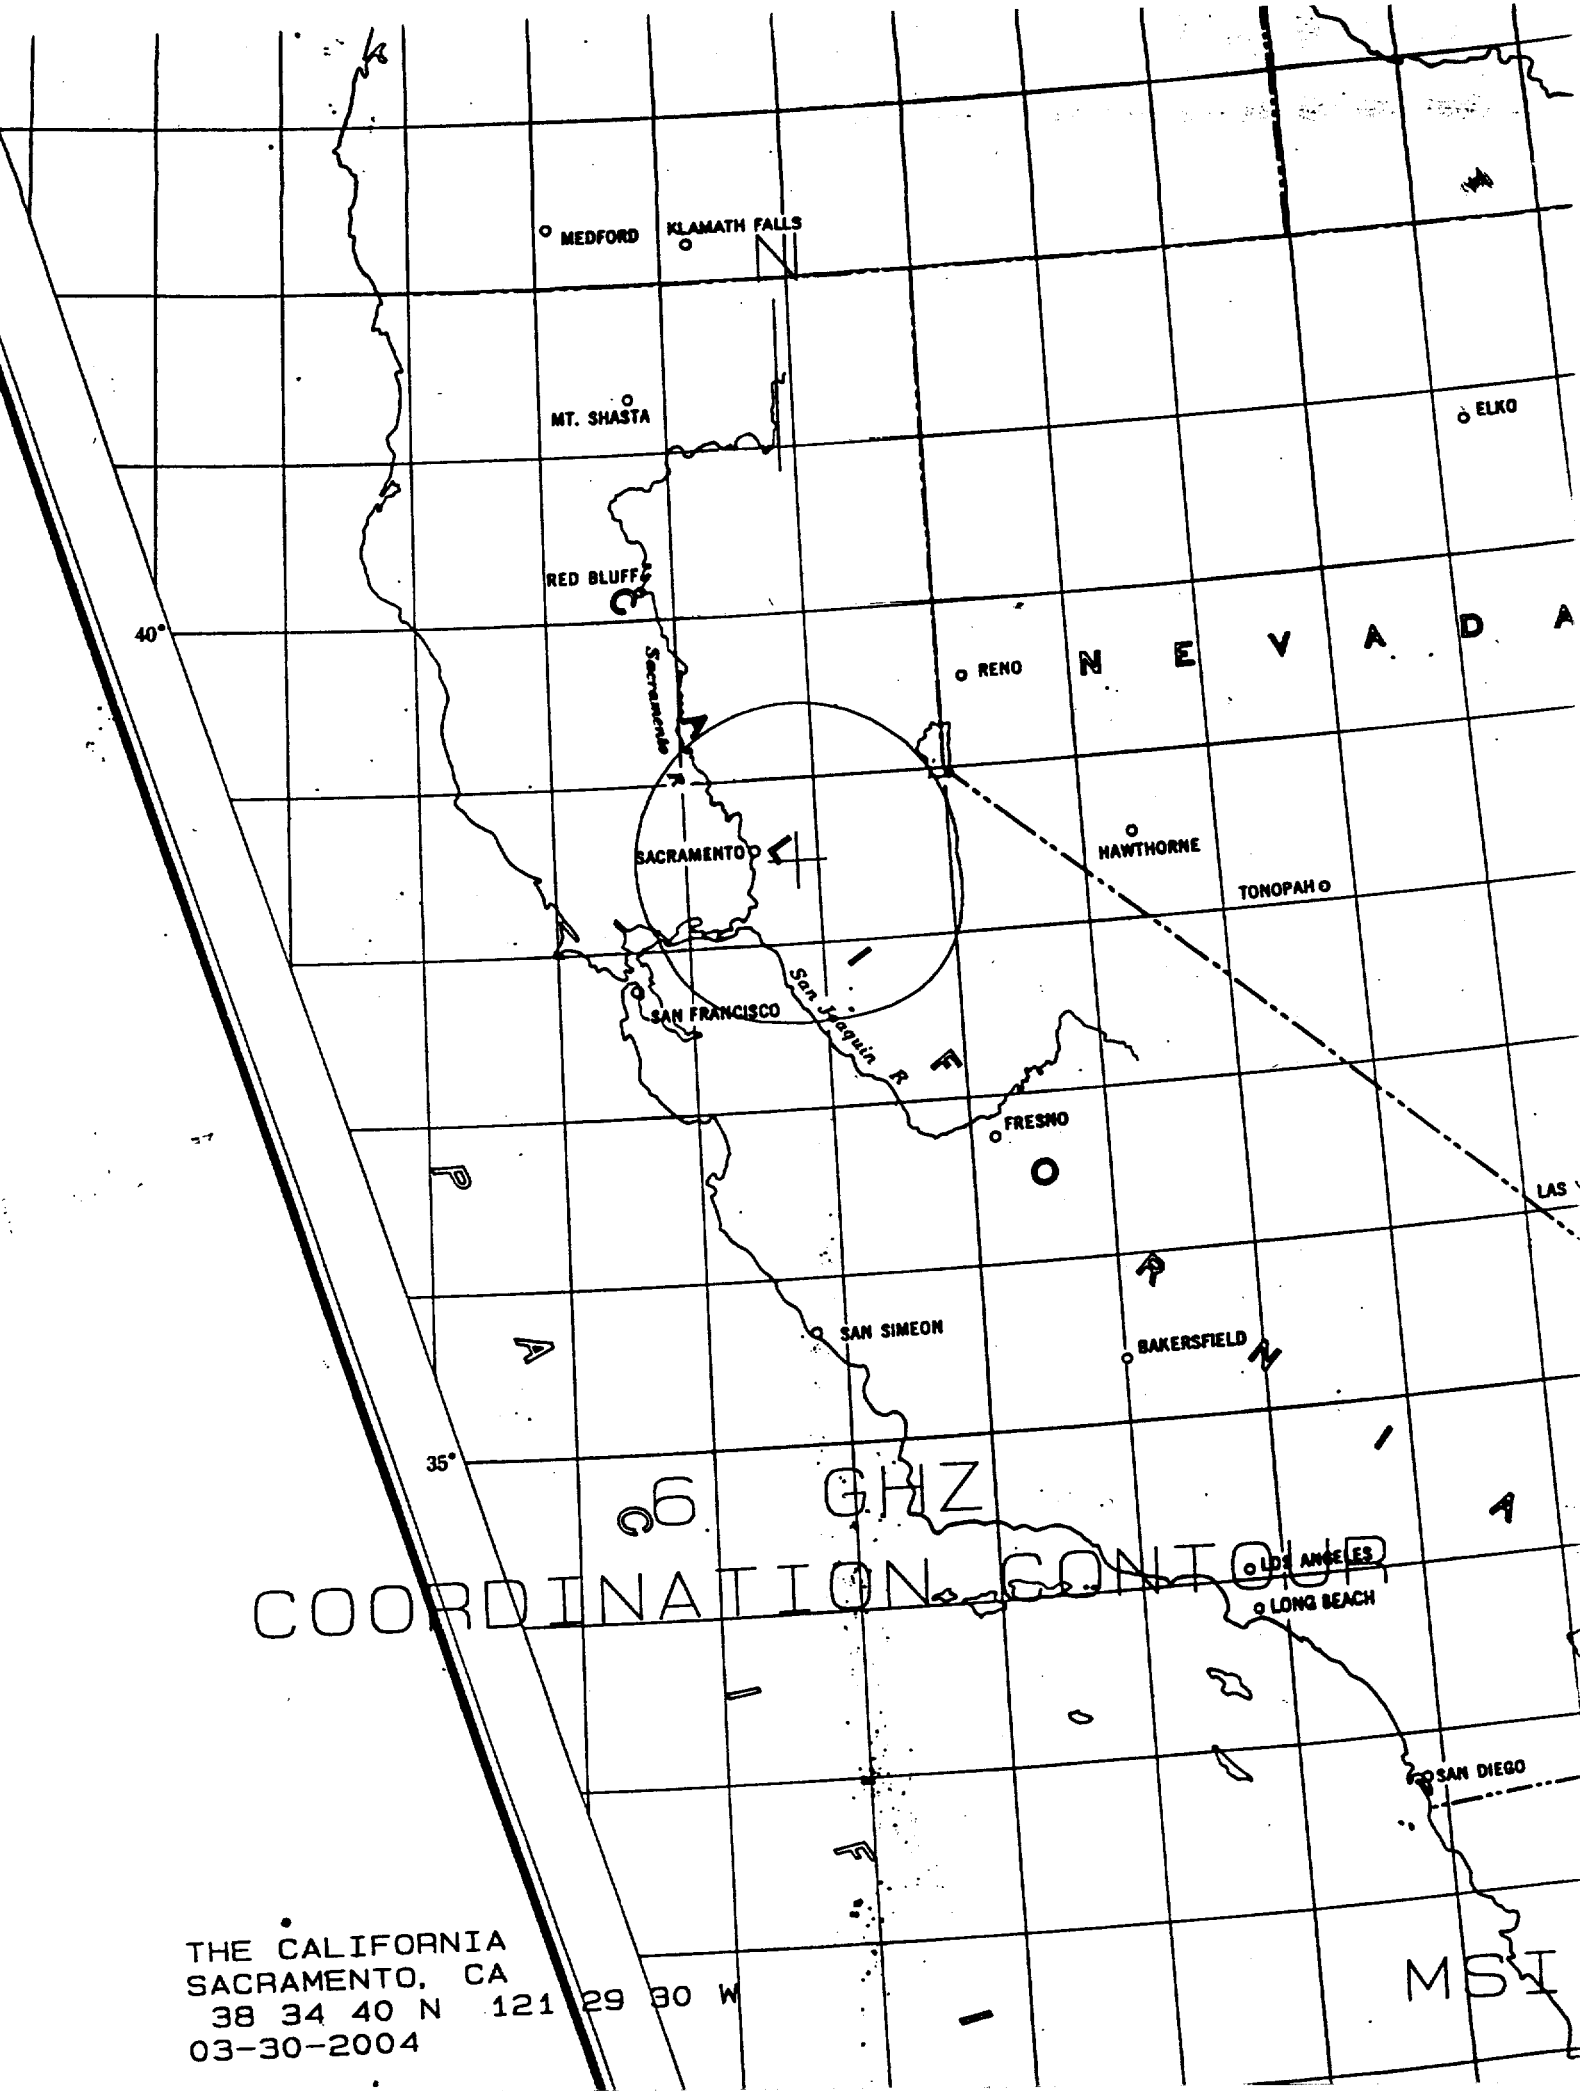 MEDFORD
KLAMATH FALLS
N
MT. SHASTA
ELKO
RED BLUFF
40°
Sacramento R
RENO
N E V A D A
C A L I F O R N I A
SACRAMENTO
HAWTHORNE
TONOPAH
SAN FRANCISCO
San Joaquin R
FRESNO
LAS V
P A C I F I
SAN SIMEON
BAKERSFIELD
35°
6 GHZ
COORDINATION CONTOUR
LOS ANGELES
LONG BEACH
SAN DIEGO
THE CALIFORNIA
SACRAMENTO, CA
38 34 40 N 121 29 30 W
03-30-2004
MSI